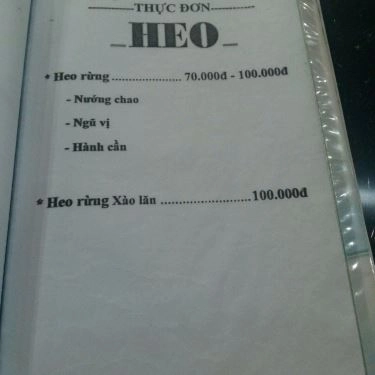 THỰC ĐƠN
HEO
* Heo rừng .................... 70.000đ - 100.000đ
- Nướng chao
- Ngũ vị
- Hành cần
* Heo rừng Xào lăn .......................... 100.000đ